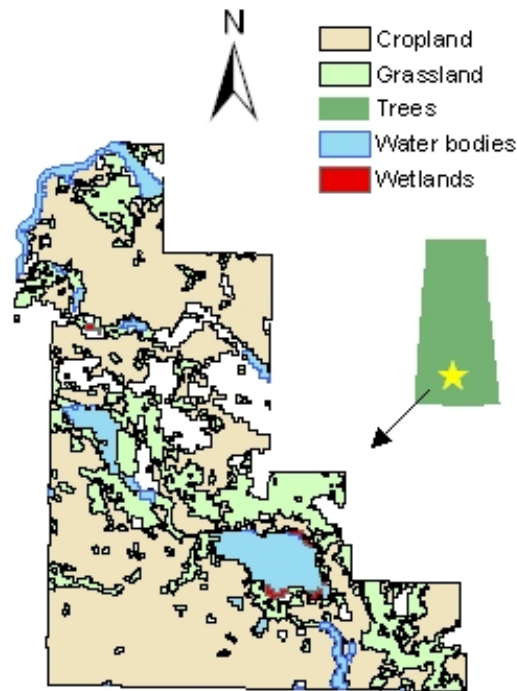 N
Cropland
Grassland
Trees
Water bodies
Wetlands